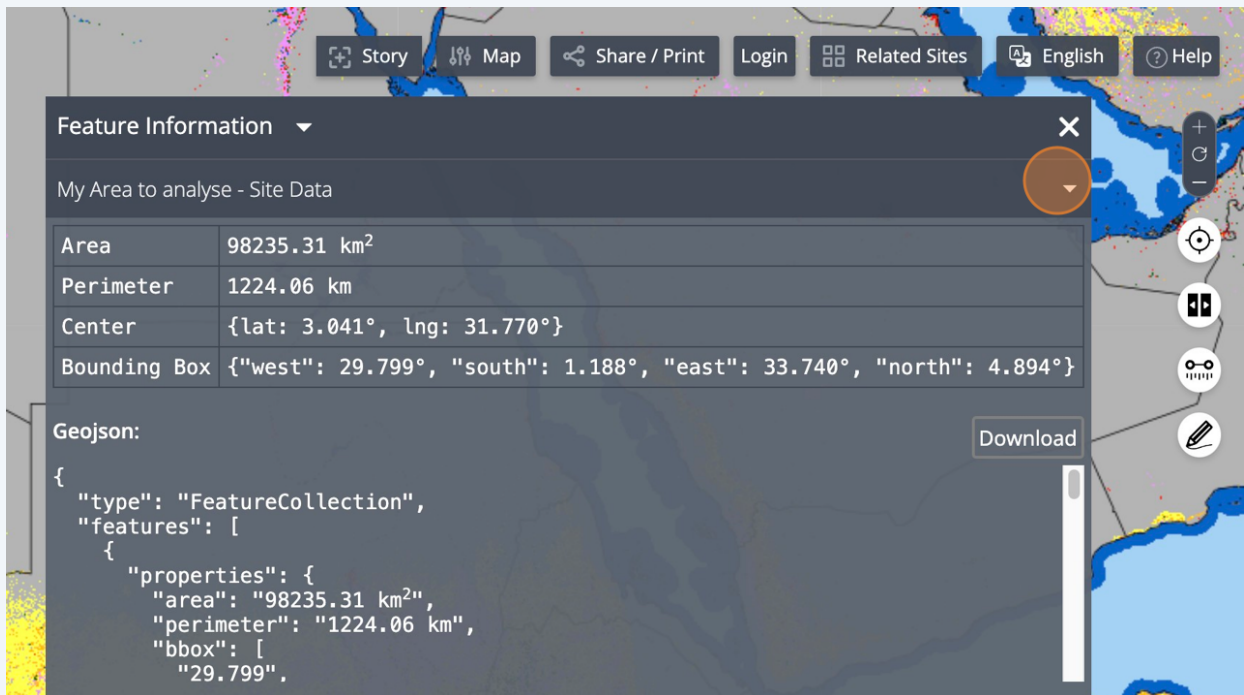 Story Map Share / Print Login Related Sites English Help
Feature Information
My Area to analyse - Site Data
Area 98235.31 km²
Perimeter 1224.06 km
Center {lat: 3.041°, lng: 31.770°}
Bounding Box {"west": 29.799°, "south": 1.188°, "east": 33.740°, "north": 4.894°}
Geojson: Download
{
"type": "FeatureCollection",
"features": [
{
"properties": {
"area": "98235.31 km²",
"perimeter": "1224.06 km",
"bbox": [
"29.799",